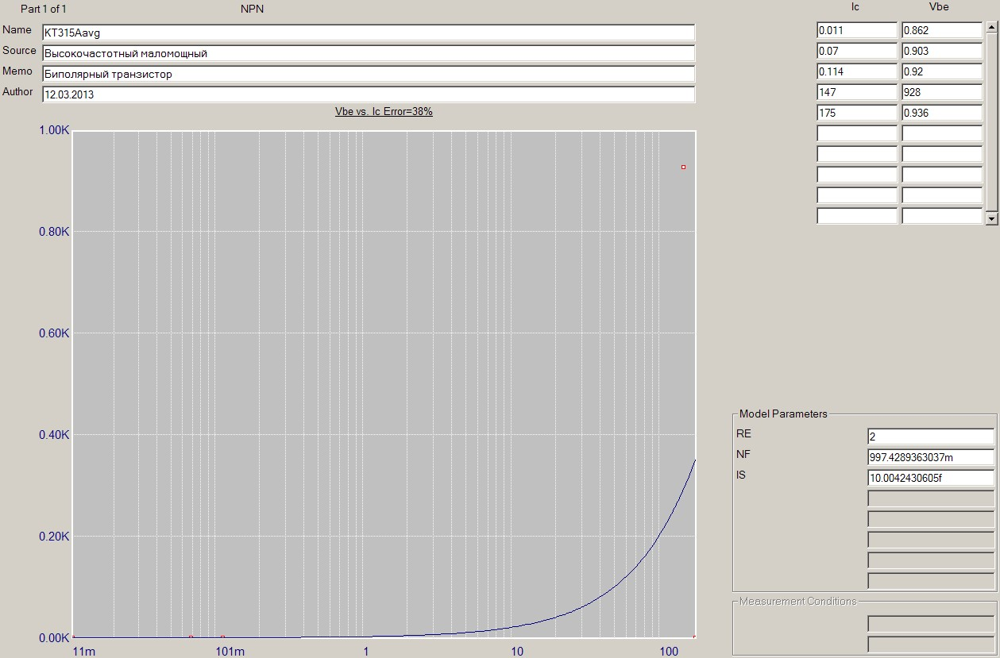 Part 1 of 1 NPN Ic Vbe
Name KT315Aavg 0.011 0.862
Source Высокочастотный маломощный 0.07 0.903
Memo Биполярный транзистор 0.114 0.92
Author 12.03.2013 147 928
Vbe vs. Ic Error=38% 175 0.936
1.00K
0.80K
0.60K
0.40K
0.20K
0.00K
11m 101m 1 10 100
Model Parameters
RE 2
NF 997.4289363037m
IS 10.0042430605f
Measurement Conditions